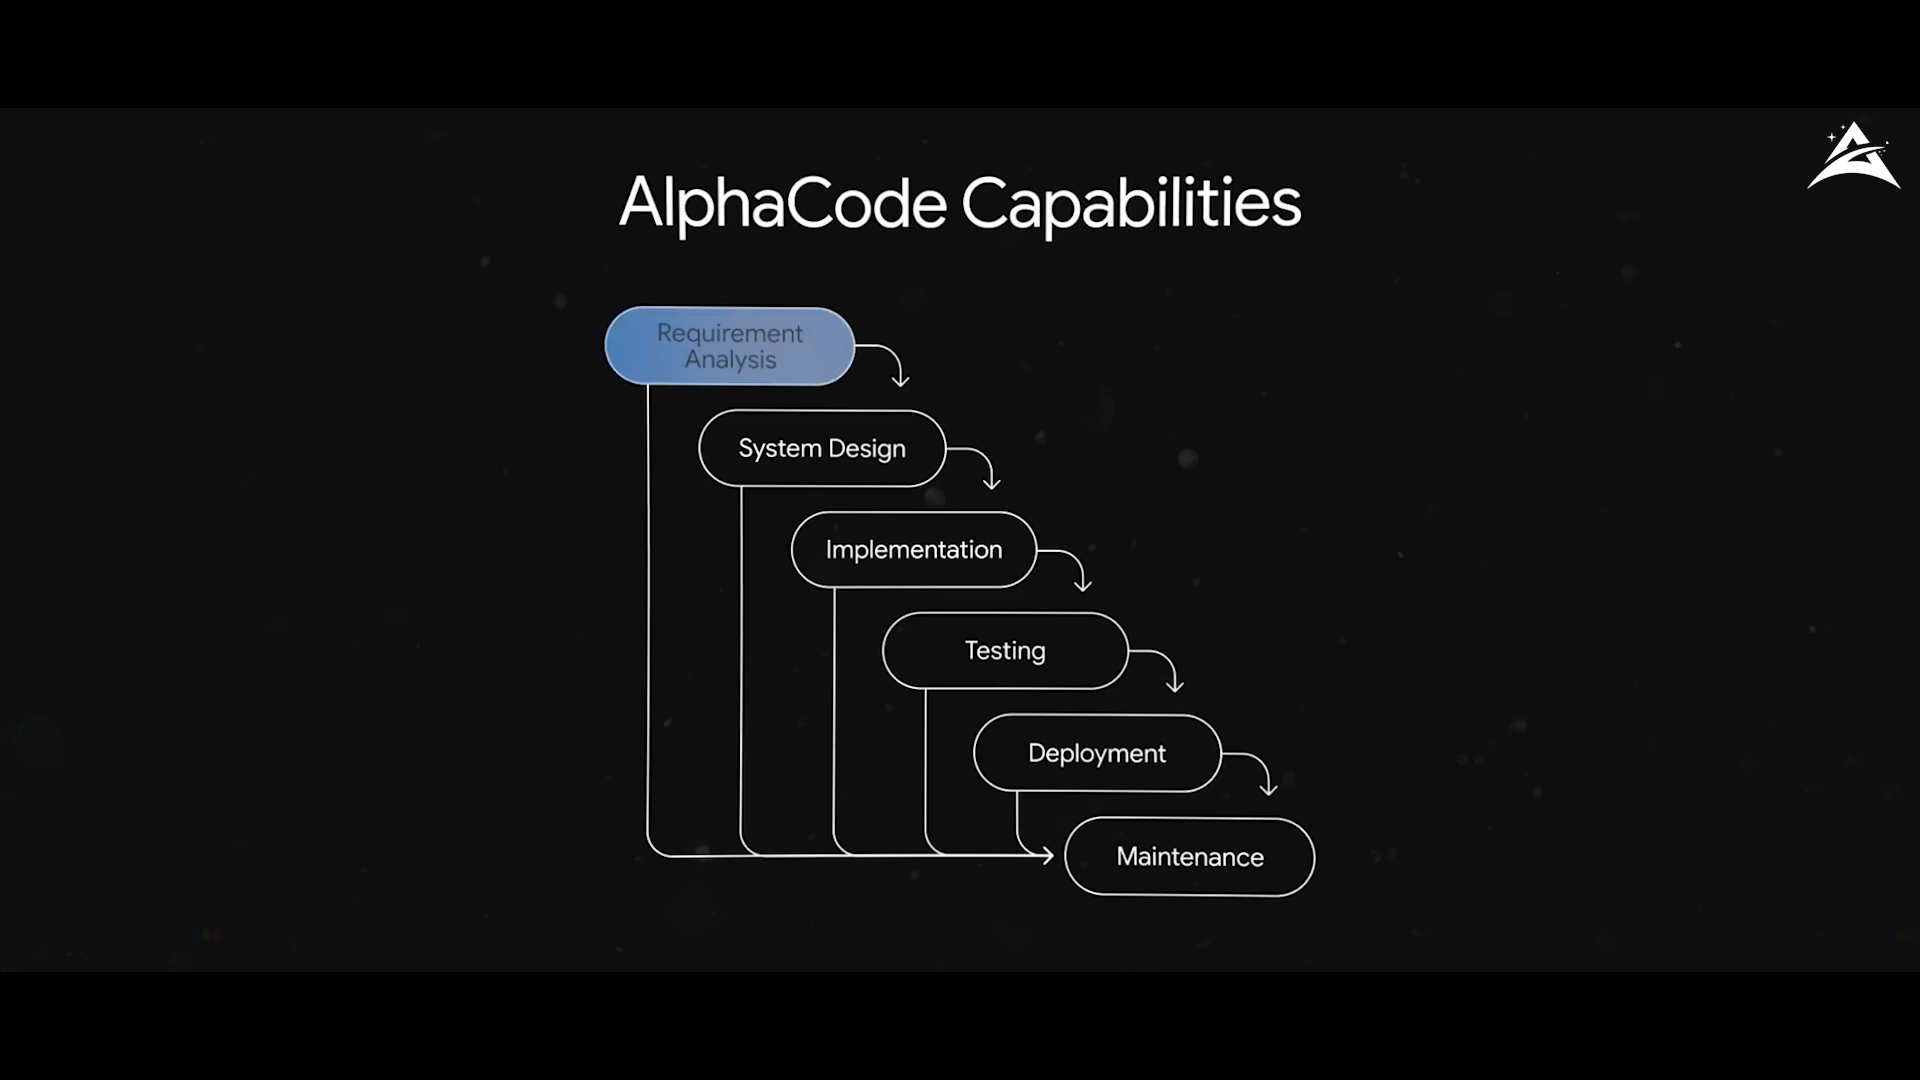 AlphaCode Capabilities
Requirement
Analysis
System Design
Implementation
Testing
Deployment
Maintenance